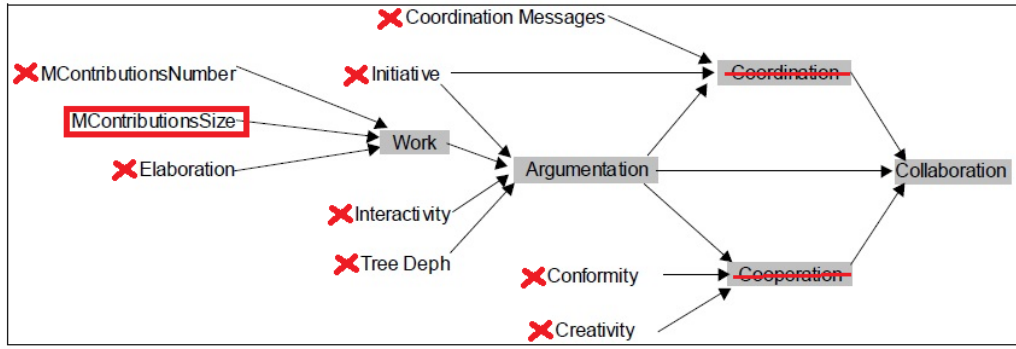 Coordination Messages
MContributionsNumber
Initiative
Coordination
MContributionsSize
Work
Elaboration
Argumentation
Collaboration
Interactivity
Tree Deph
Conformity
Cooperation
Creativity